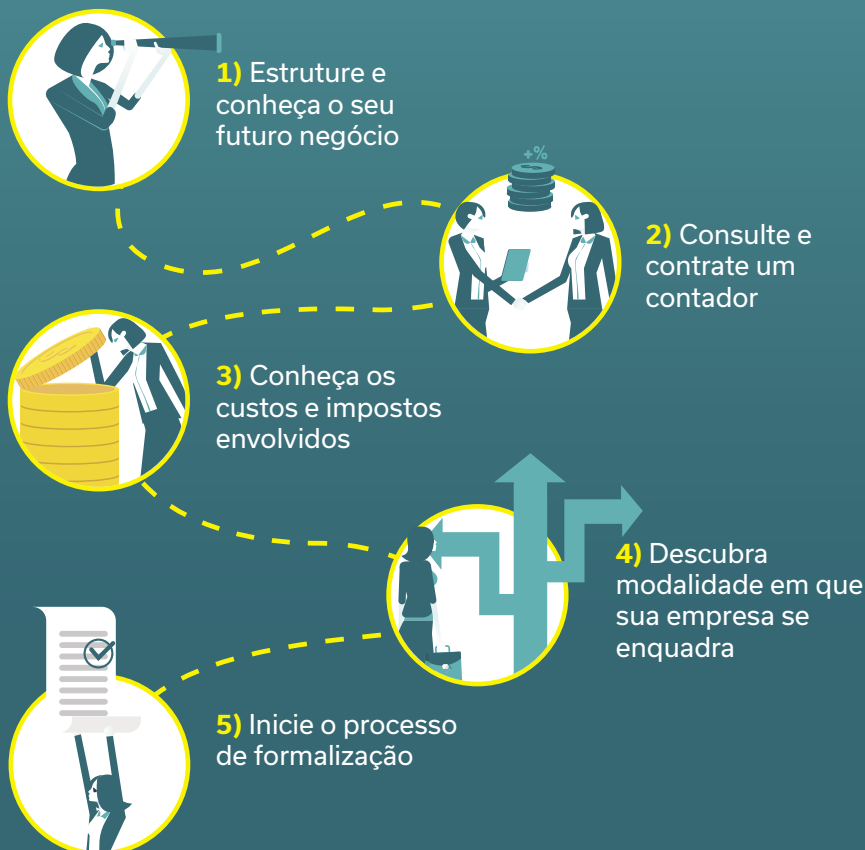 1) Estruture e
conheça o seu
futuro negócio
+%
2) Consulte e
contrate um
contador
3) Conheça os
custos e impostos
envolvidos
4) Descubra
modalidade em que
sua empresa se
enquadra
5) Inicie o processo
de formalização